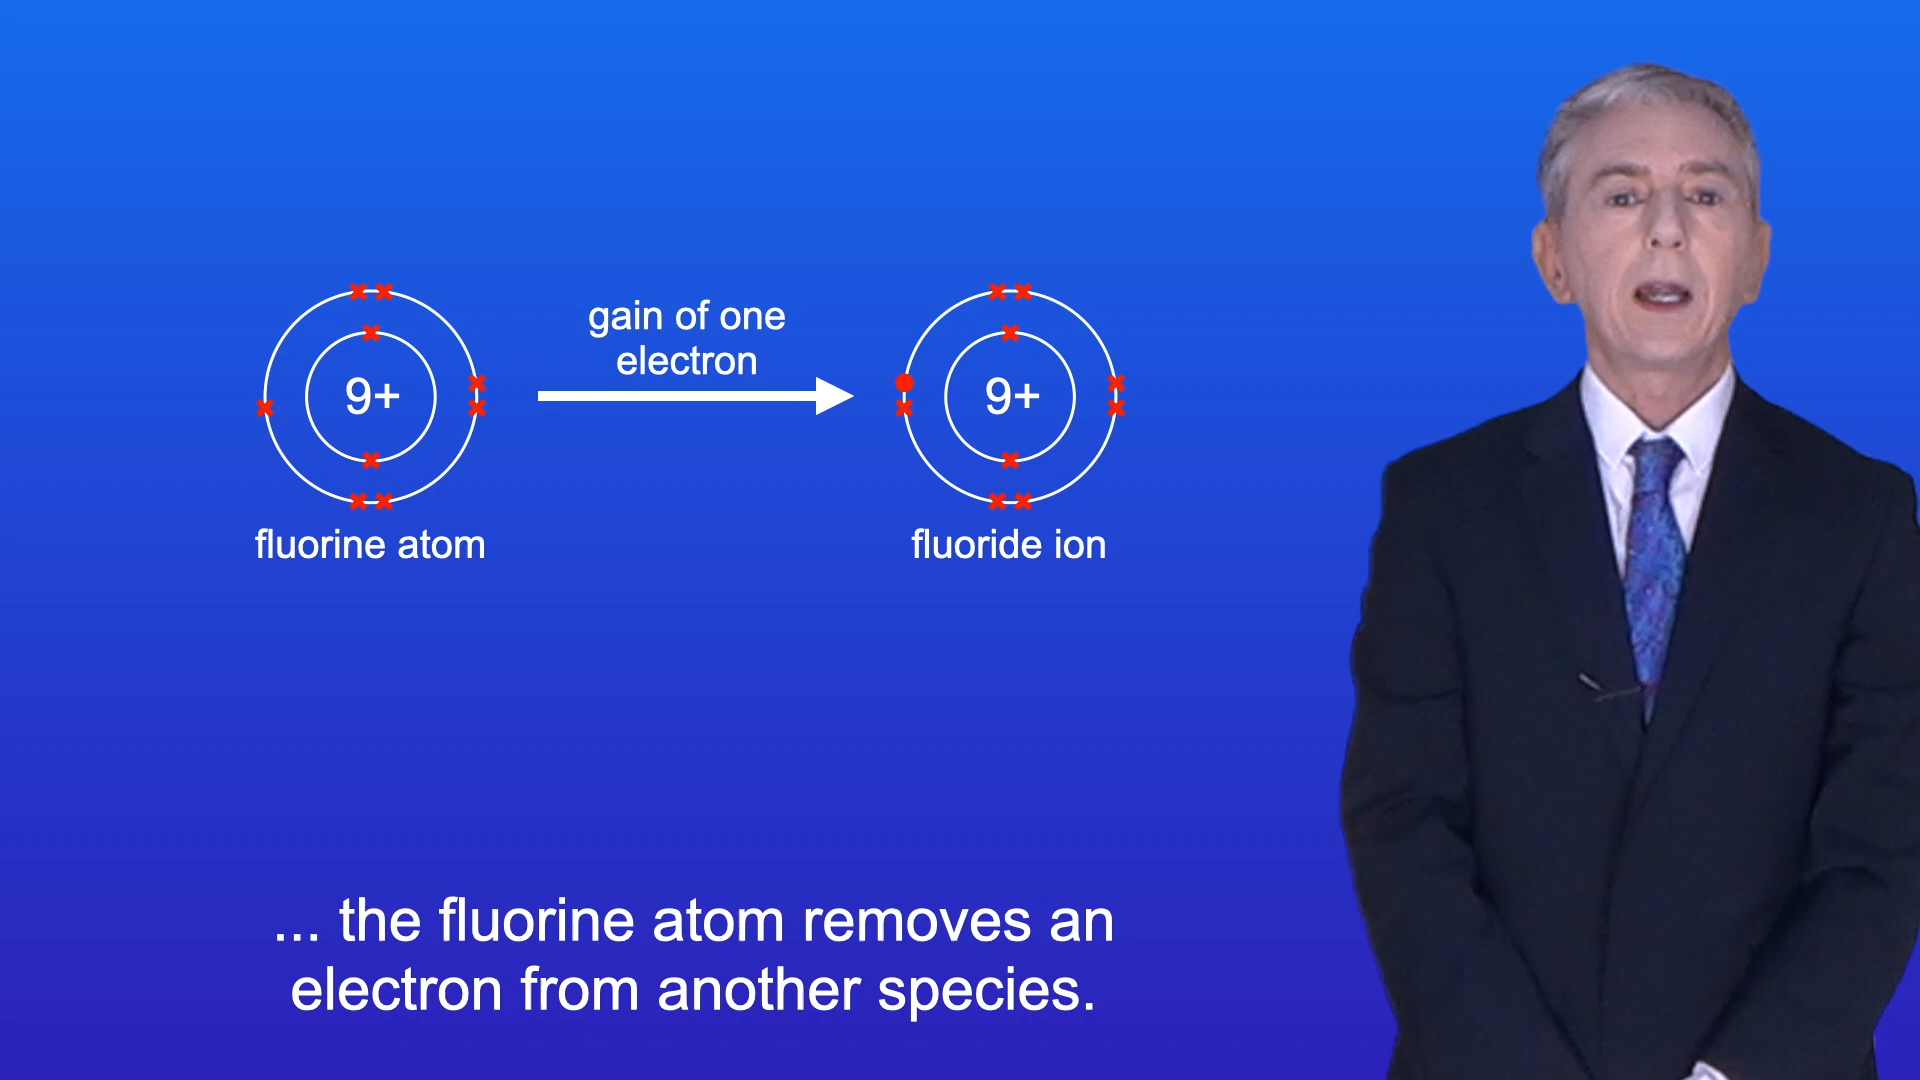 gain of one
electron
9+
9+
fluorine atom
fluoride ion
... the fluorine atom removes an
electron from another species.